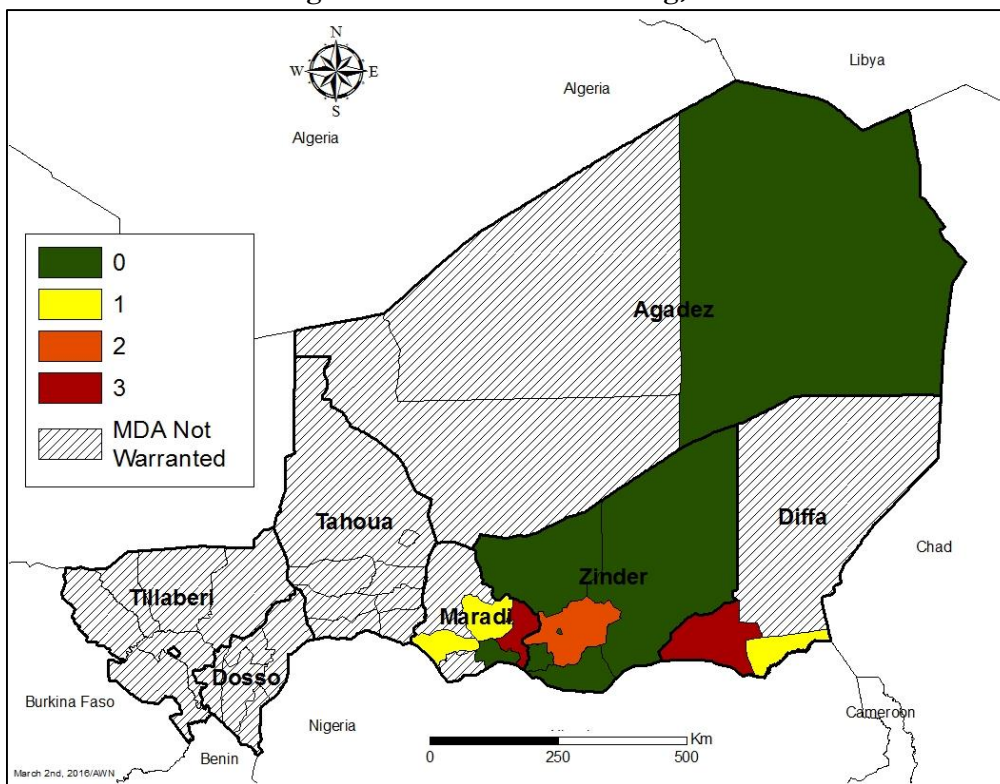 N
W E
S
Libya
Algeria
Algeria
0
1
2
3
MDA Not
Warranted
Agadez
Tahoua
Diffa
Chad
Zinder
Tillaberi
Maradi
Dosso
Burkina Faso
Nigeria
Cameroon
Benin
Km
0 250 500
March 2nd, 2016/AWN